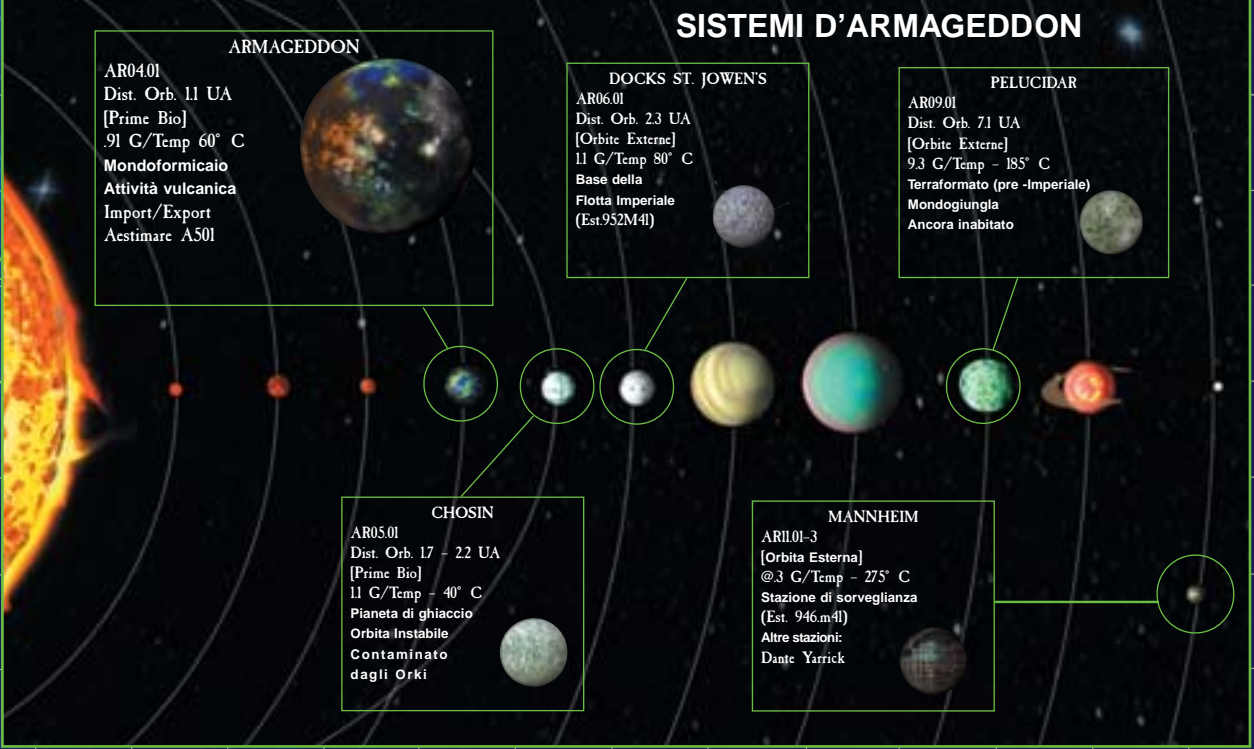 SISTEMI D'ARMAGEDDON
ARMAGEDDON
AR04.01
Dist. Orb. 1.1 UA
[Prime Bio]
.91 G/Temp 60° C
Mondoformicaio
Attività vulcanica
Import/Export
Aestimare A501
DOCKS ST. JOWEN'S
AR06.01
Dist. Orb. 2.3 UA
[Orbite Externe]
1.1 G/Temp 80° C
Base della
Flotta Imperiale
(Est.952M41)
PELUCIDAR
AR09.01
Dist. Orb. 7.1 UA
[Orbite Externe]
9.3 G/Temp – 185° C
Terraformato (pre -Imperiale)
Mondogiungla
Ancora inabitato
CHOSIN
AR05.01
Dist. Orb. 1.7 – 2.2 UA
[Prime Bio]
1.1 G/Temp – 40° C
Pianeta di ghiaccio
Orbita Instabile
Contaminato
dagli Orki
MANNHEIM
AR11.01-3
[Orbita Esterna]
@.3 G/Temp – 275° C
Stazione di sorveglianza
(Est. 946.m41)
Altre stazioni:
Dante Yarrick